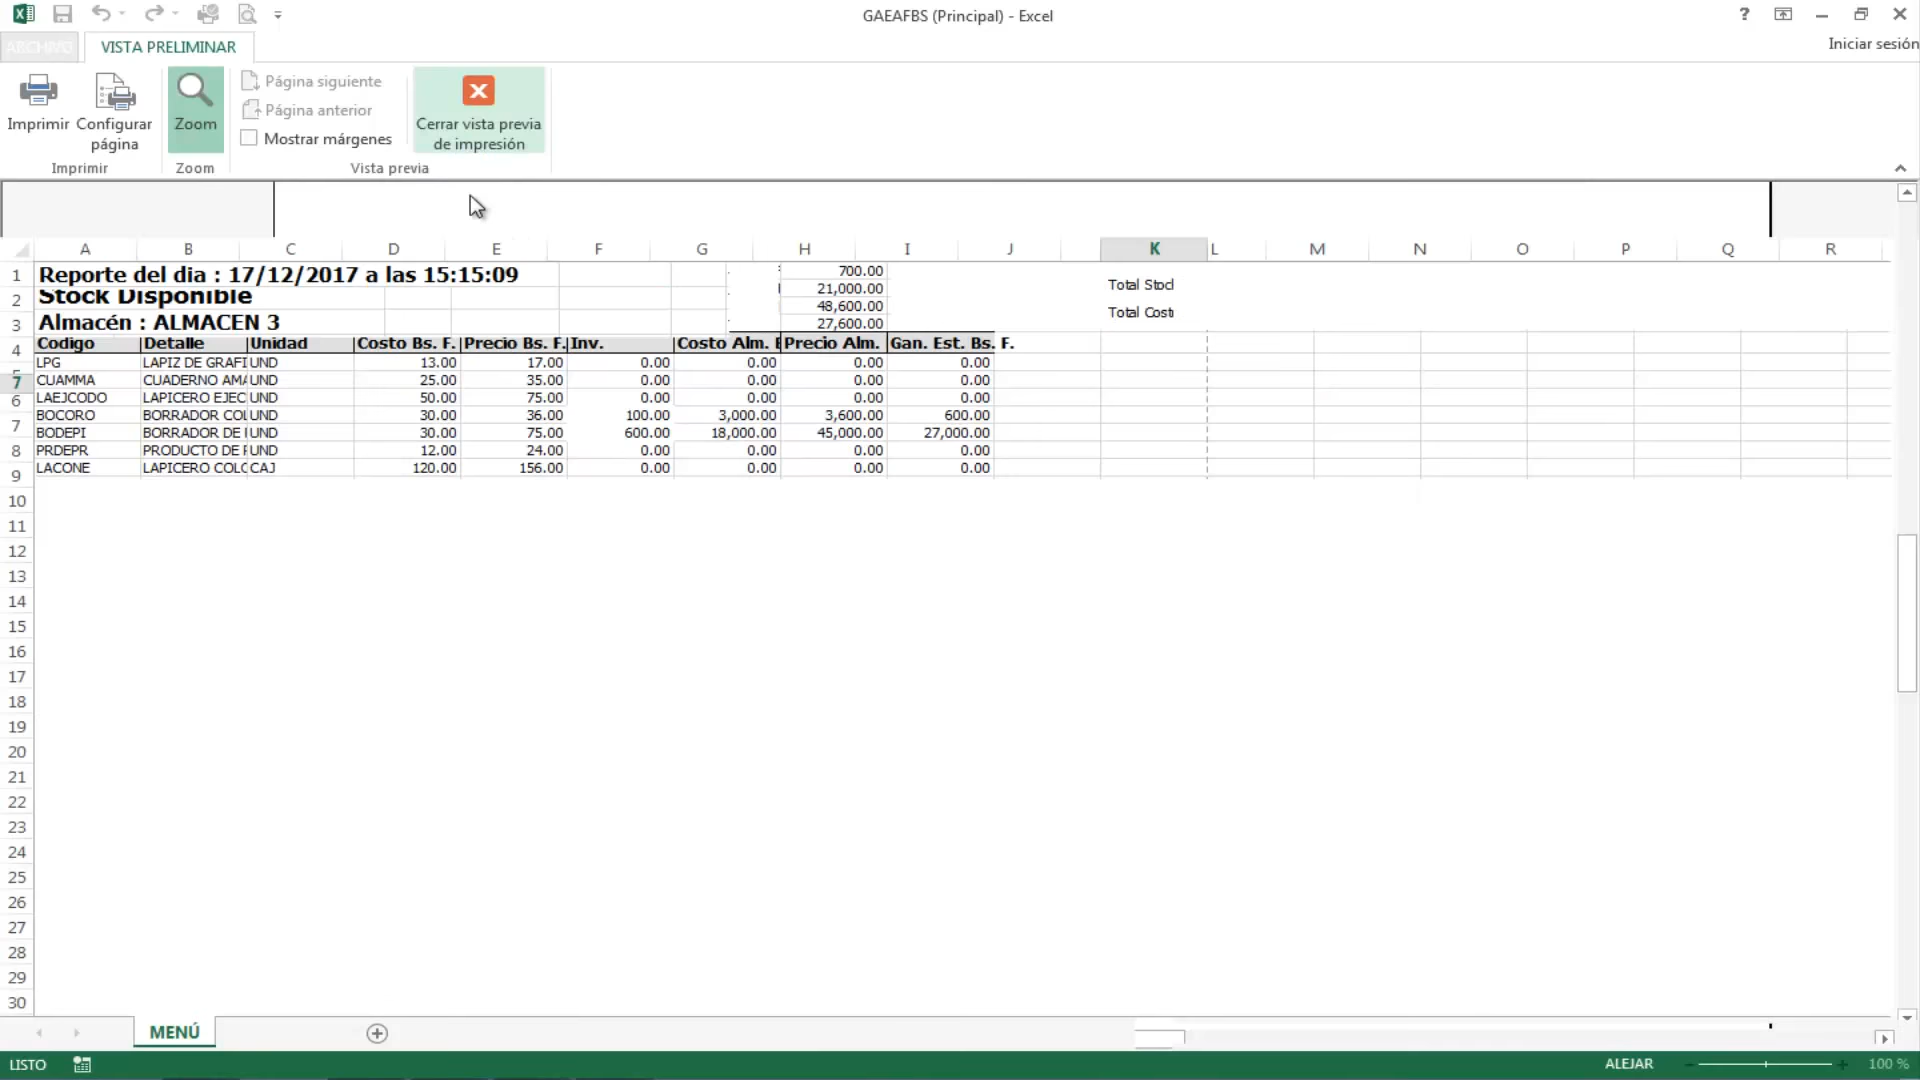 GAEAFBS (Principal) - Excel
?
ARCHIVO VISTA PRELIMINAR Iniciar sesión
Imprimir
Configurar página
Zoom
Página siguiente
Página anterior
Mostrar márgenes
Cerrar vista previa
de impresión
Imprimir Zoom Vista previa
A B C D E F G H I J K L M N O P Q R
1 Reporte del dia : 17/12/2017 a las 15:15:09 700.00 Total Stock
21,000.00
2 Stock Disponible 48,600.00 Total Costo
3 Almacén : ALMACEN 3 27,600.00
4 Codigo Detalle Unidad Costo Bs. F. Precio Bs. F. Inv. Costo Alm. Precio Alm. Gan. Est. Bs. F.
LPG LAPIZ DE GRAFI UND 13.00 17.00 0.00 0.00 0.00 0.00
7 CUAMMA CUADERNO AMA UND 25.00 35.00 0.00 0.00 0.00 0.00
6 LAEJCODO LAPICERO EJEC UND 50.00 75.00 0.00 0.00 0.00 0.00
BOCORO BORRADOR COL UND 30.00 36.00 100.00 3,000.00 3,600.00 600.00
7 BODEPI BORRADOR DE UND 30.00 75.00 600.00 18,000.00 45,000.00 27,000.00
8 PRDEPR PRODUCTO DE UND 12.00 24.00 0.00 0.00 0.00 0.00
9 LACONE LAPICERO COLO CAJ 120.00 156.00 0.00 0.00 0.00 0.00
10
11
12
13
14
15
16
17
18
19
20
21
22
23
24
25
26
27
28
29
30
MENÚ
LISTO ALEJAR 100 %